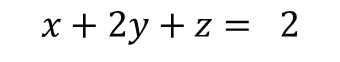 x + 2y + z = 2